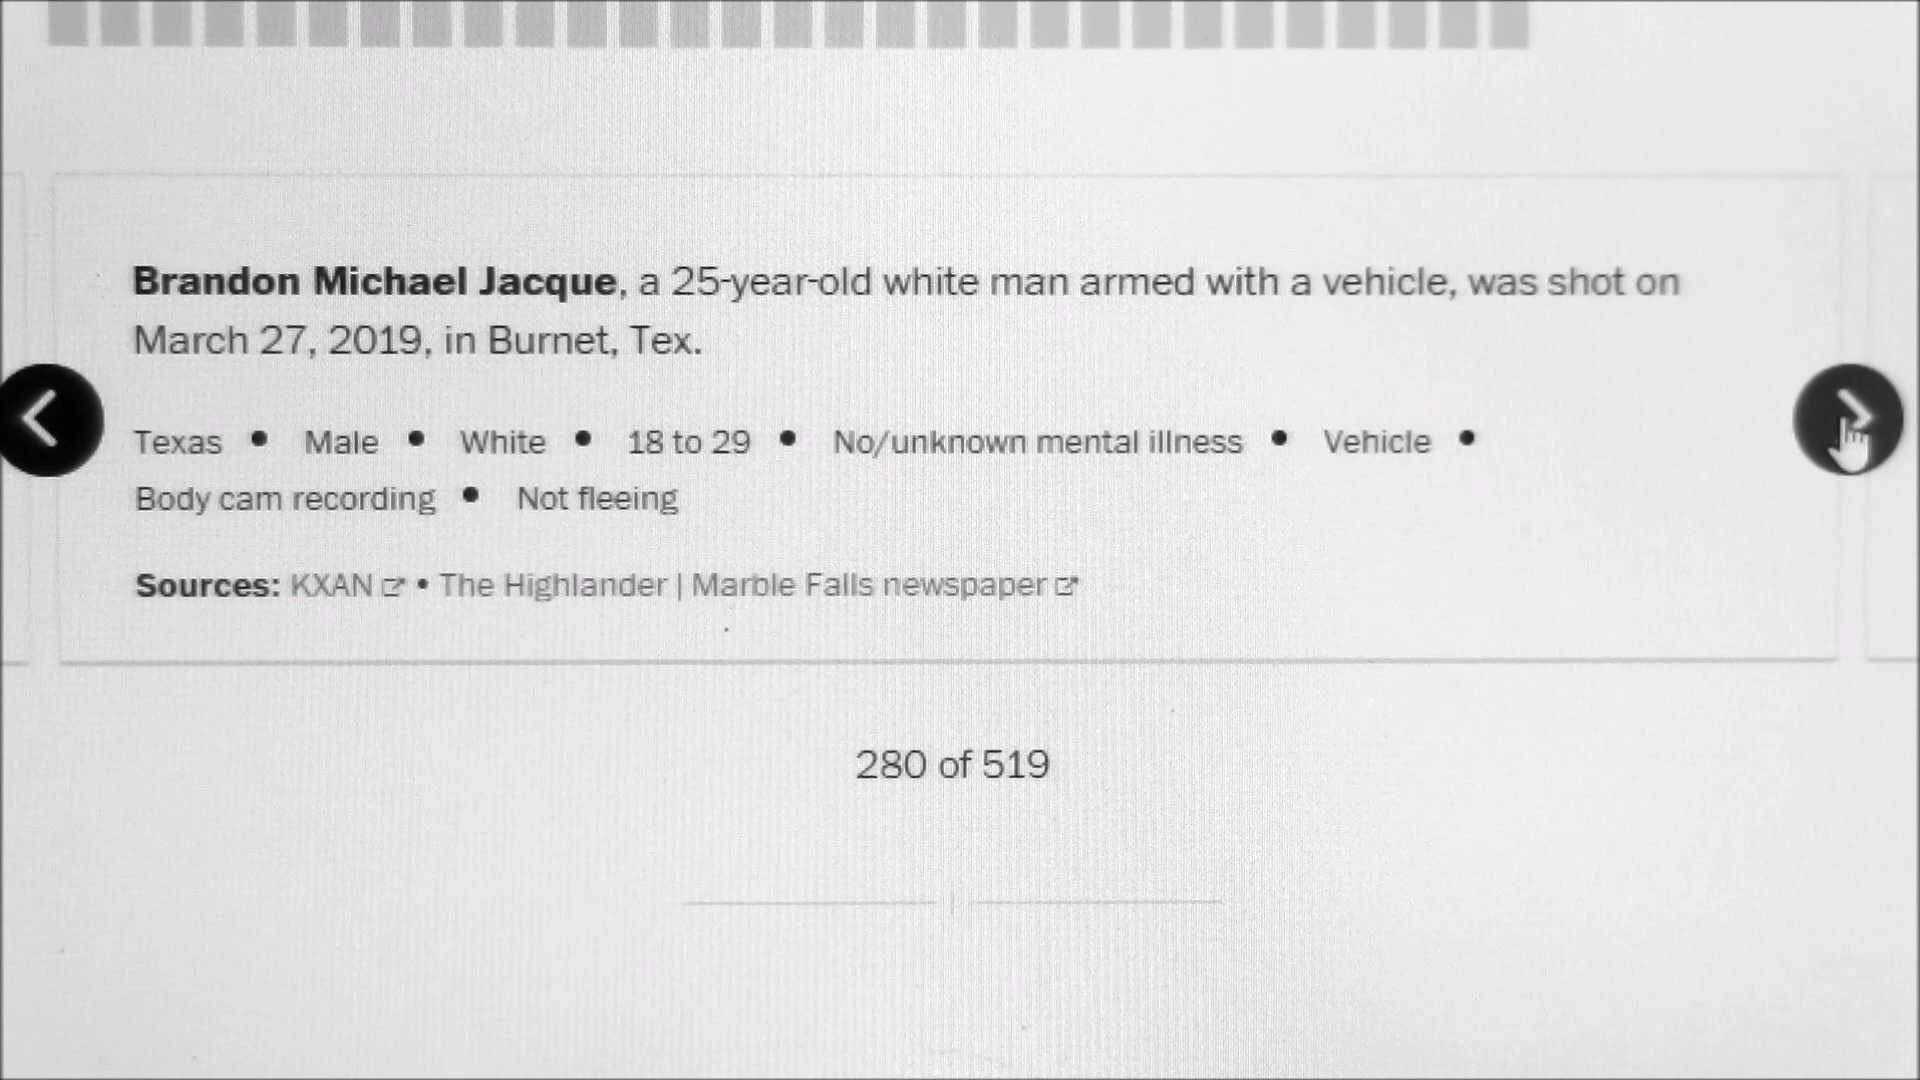 Brandon Michael Jacque, a 25-year-old white man armed with a vehicle, was shot on
March 27, 2019, in Burnet, Tex.
Texas • Male • White • 18 to 29 • No/unknown mental illness • Vehicle •
Body cam recording • Not fleeing
Sources: KXAN • The Highlander | Marble Falls newspaper
280 of 519